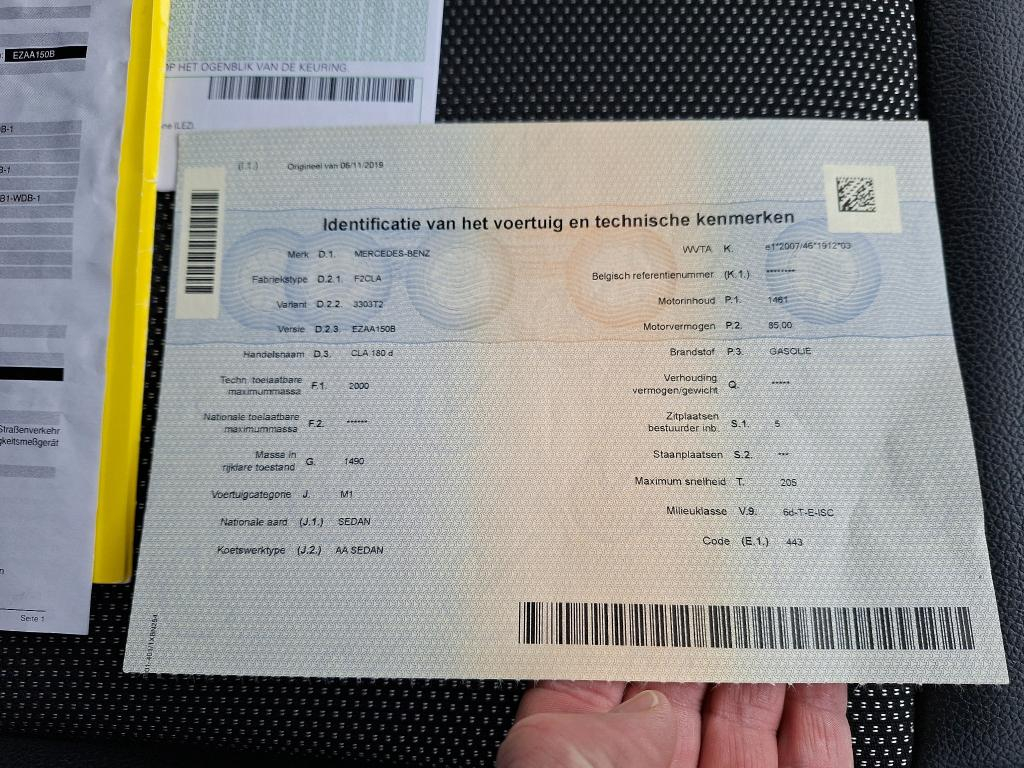 EZAA150B
OP HET OGENBLIK VAN DE KEURING.
ne (LEZ)
B-1
B-1
B1-WDB-1
Straßenverkehr
gkeitsmeßgerät
Seite 1
(I.1.) Origineel van 06/11/2019
Identificatie van het voertuig en technische kenmerken
Merk D.1. MERCEDES-BENZ
Fabriekstype D.2.1. F2CLA
Variant D.2.2. 3303T2
Versie D.2.3. EZAA150B
Handelsnaam D.3. CLA 180 d
Techn. toelaatbare
maximummassa F.1. 2000
Nationale toelaatbare
maximummassa F.2. ******
Massa in
rijklare toestand G. 1490
Voertuigcategorie J. M1
Nationale aard (J.1.) SEDAN
Koetswerktype (J.2.) AA SEDAN
WVTA K. e1*2007/46*1912*03
Belgisch referentienummer (K.1.) ********
Motorinhoud P.1. 1461
Motorvermogen P.2. 85,00
Brandstof P.3. GASOLIE
Verhouding
vermogen/gewicht Q. *****
Zitplaatsen
bestuurder inb. S.1. 5
Staanplaatsen S.2. ***
Maximum snelheid T. 205
Milieuklasse V.9. 6d-T-E-ISC
Code (E.1.) 443